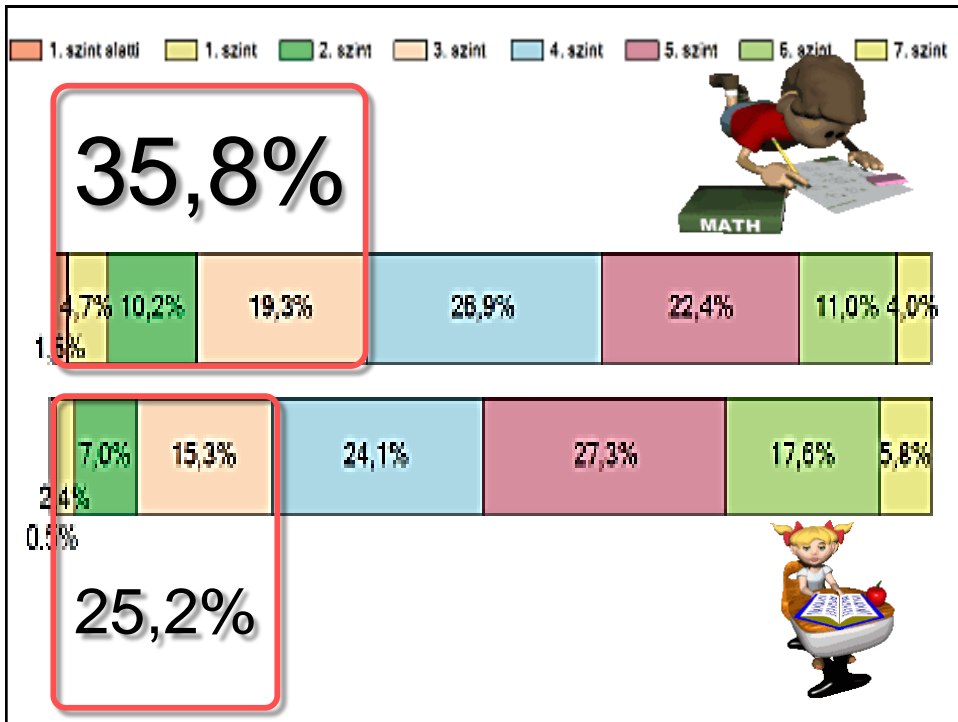 1. szint alatti 1. szint 2. szint 3. szint 4. szint 5. szint 6. szint 7. szint
35,8%
MATH
4,7% 10,2% 19,3% 26,9% 22,4% 11,0% 4,0%
7,0% 15,3% 24,1% 27,3% 17,6% 5,8%
2,4%
0.5%
25,2%